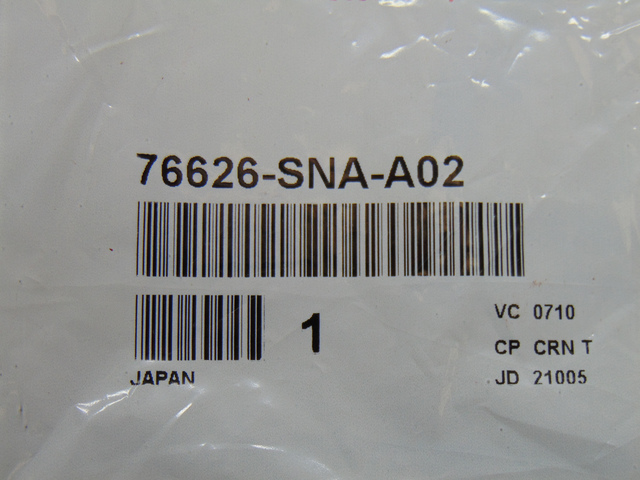 76626-SNA-A02
1
VC 0710
CP CRN T
JAPAN
JD 21005